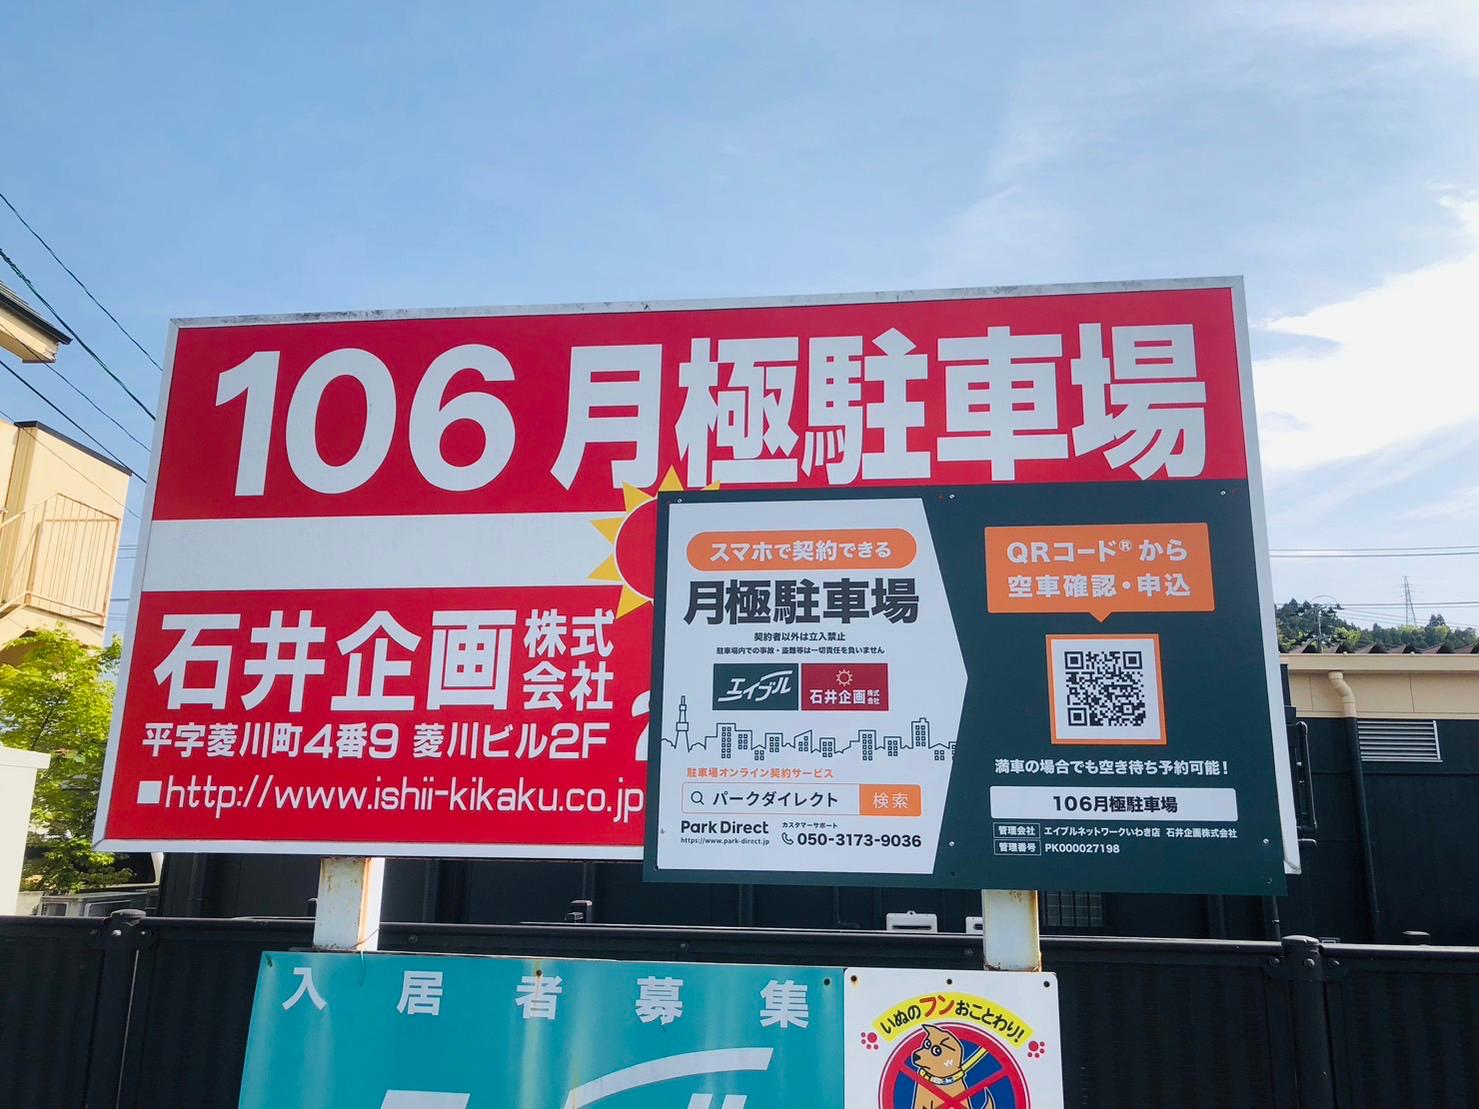 106 月極駐車場
石井企画 株式会社
平字菱川町4番9 菱川ビル2F
■http://www.ishii-kikaku.co.jp
スマホで契約できる
月極駐車場
契約者以外は立入禁止
駐車場内での事故・盗難等は一切責任を負いません
エイブル
石井企画 株式会社
駐車場オンライン契約サービス
パークダイレクト 検索
Park Direct
https://www.park-direct.jp
カスタマーサポート
050-3173-9036
QRコード®から
空車確認・申込
満車の場合でも空き待ち予約可能!
106月極駐車場
管理会社 エイブルネットワークいわき店 石井企画株式会社
管理番号 PK000027198
入居者募集
いぬのフンおことわり!